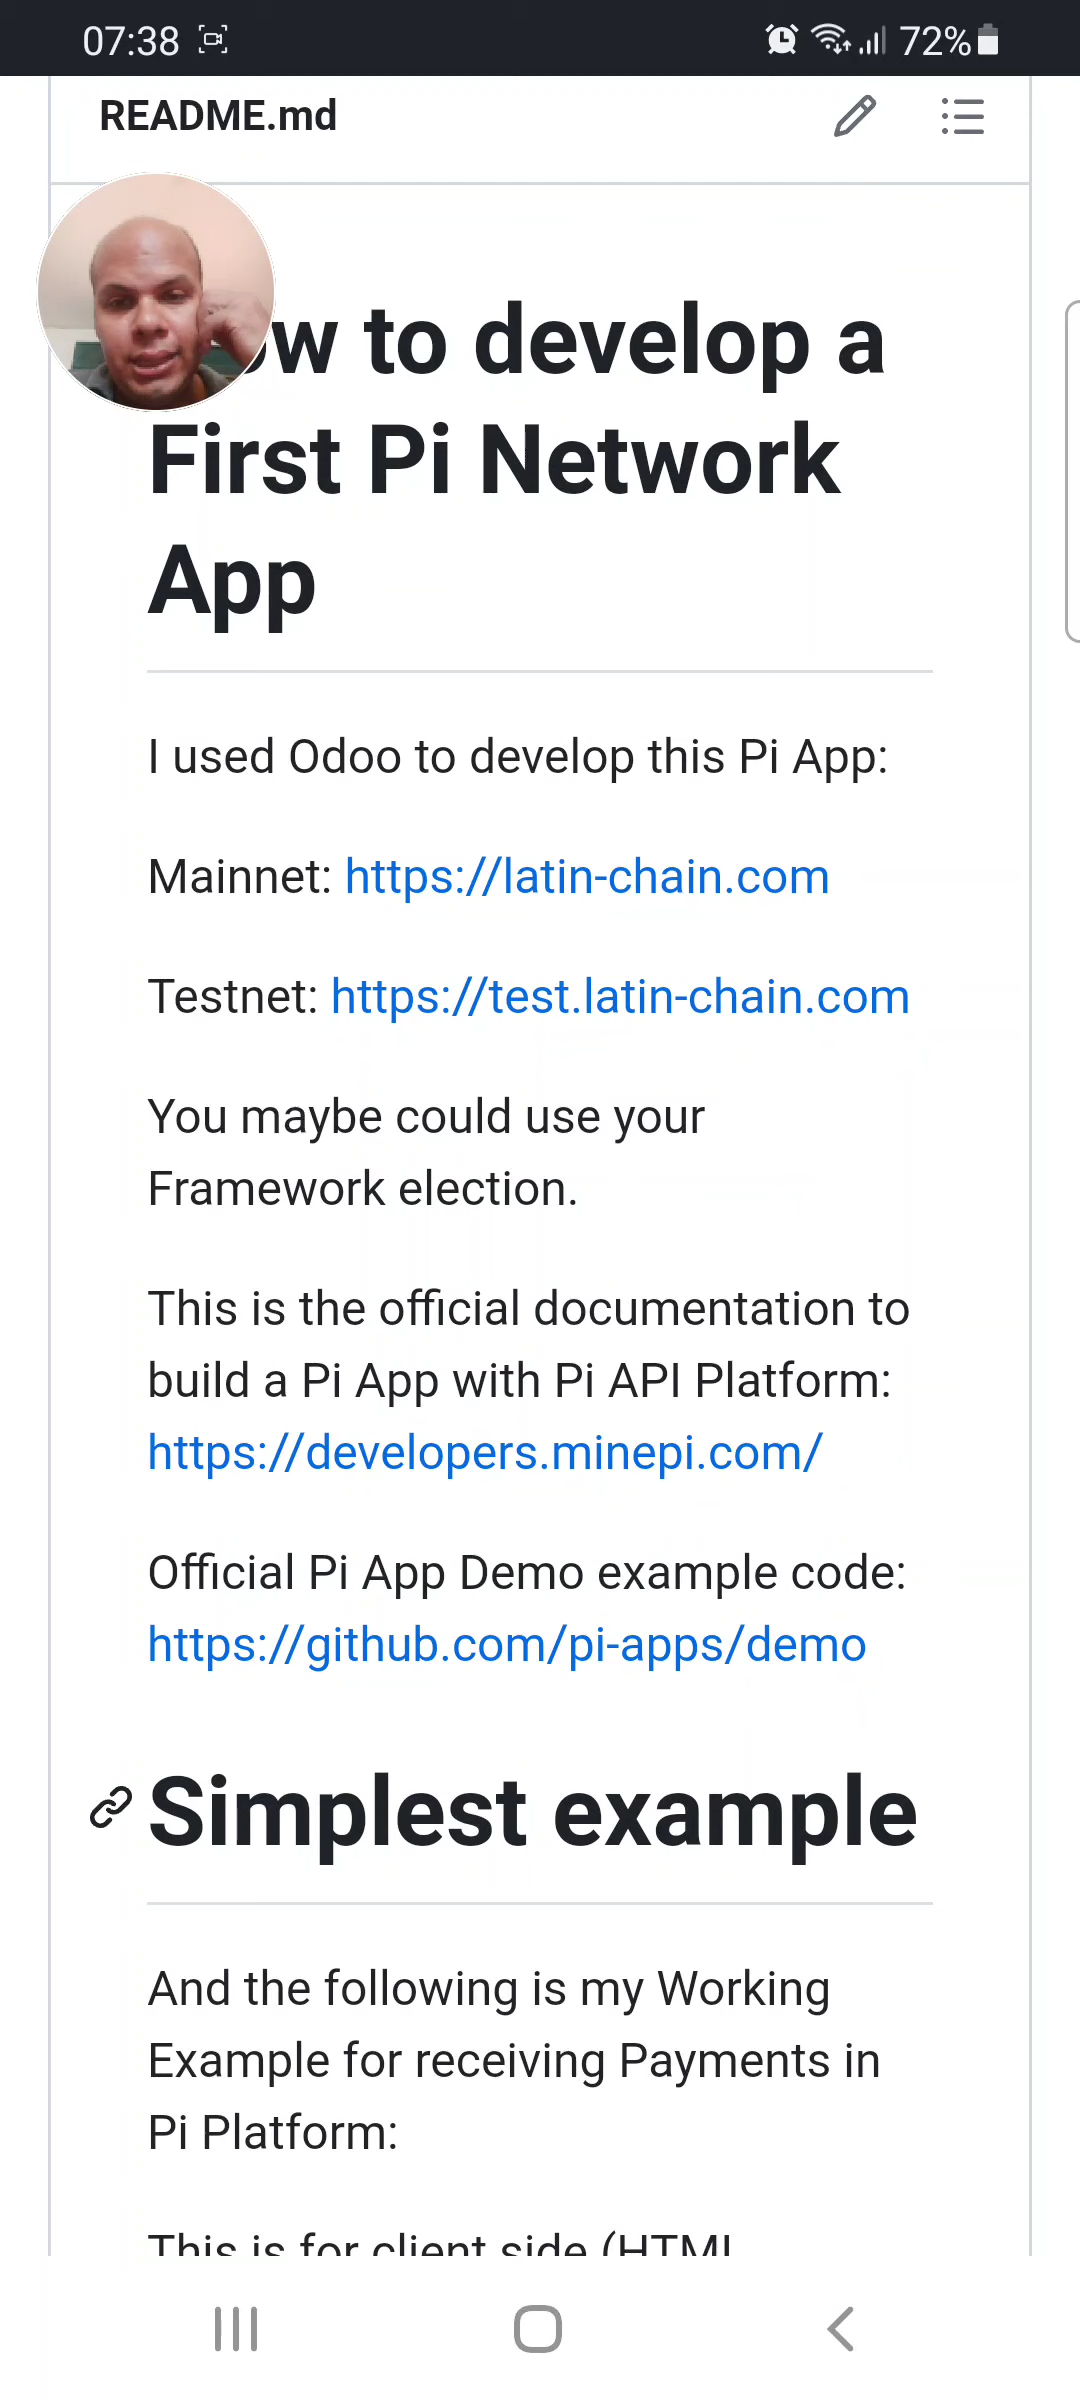 07:38
72%
README.md
w to develop a
First Pi Network
App
I used Odoo to develop this Pi App:
Mainnet: https://latin-chain.com
Testnet: https://test.latin-chain.com
You maybe could use your
Framework election.
This is the official documentation to
build a Pi App with Pi API Platform:
https://developers.minepi.com/
Official Pi App Demo example code:
https://github.com/pi-apps/demo
Simplest example
And the following is my Working
Example for receiving Payments in
Pi Platform:
This is for client side (HTML